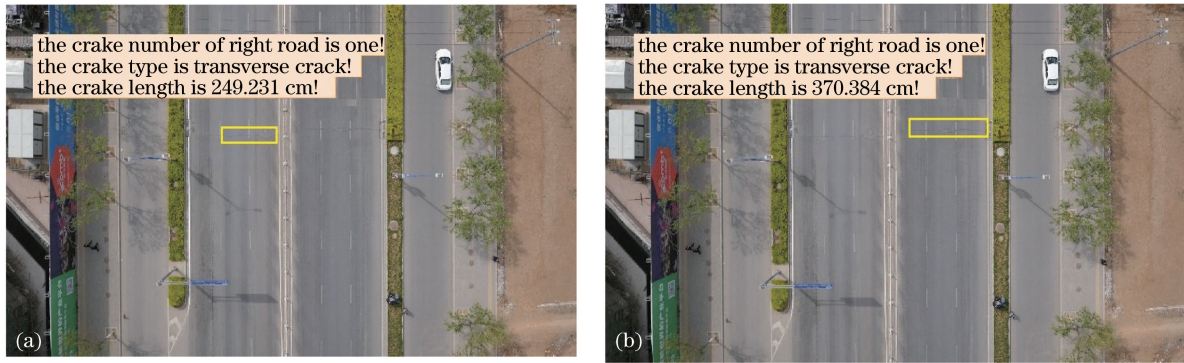 the crake number of right road is one!
the crake type is transverse crack!
the crake length is 249.231 cm!
(a)
the crake number of right road is one!
the crake type is transverse crack!
the crake length is 370.384 cm!
(b)